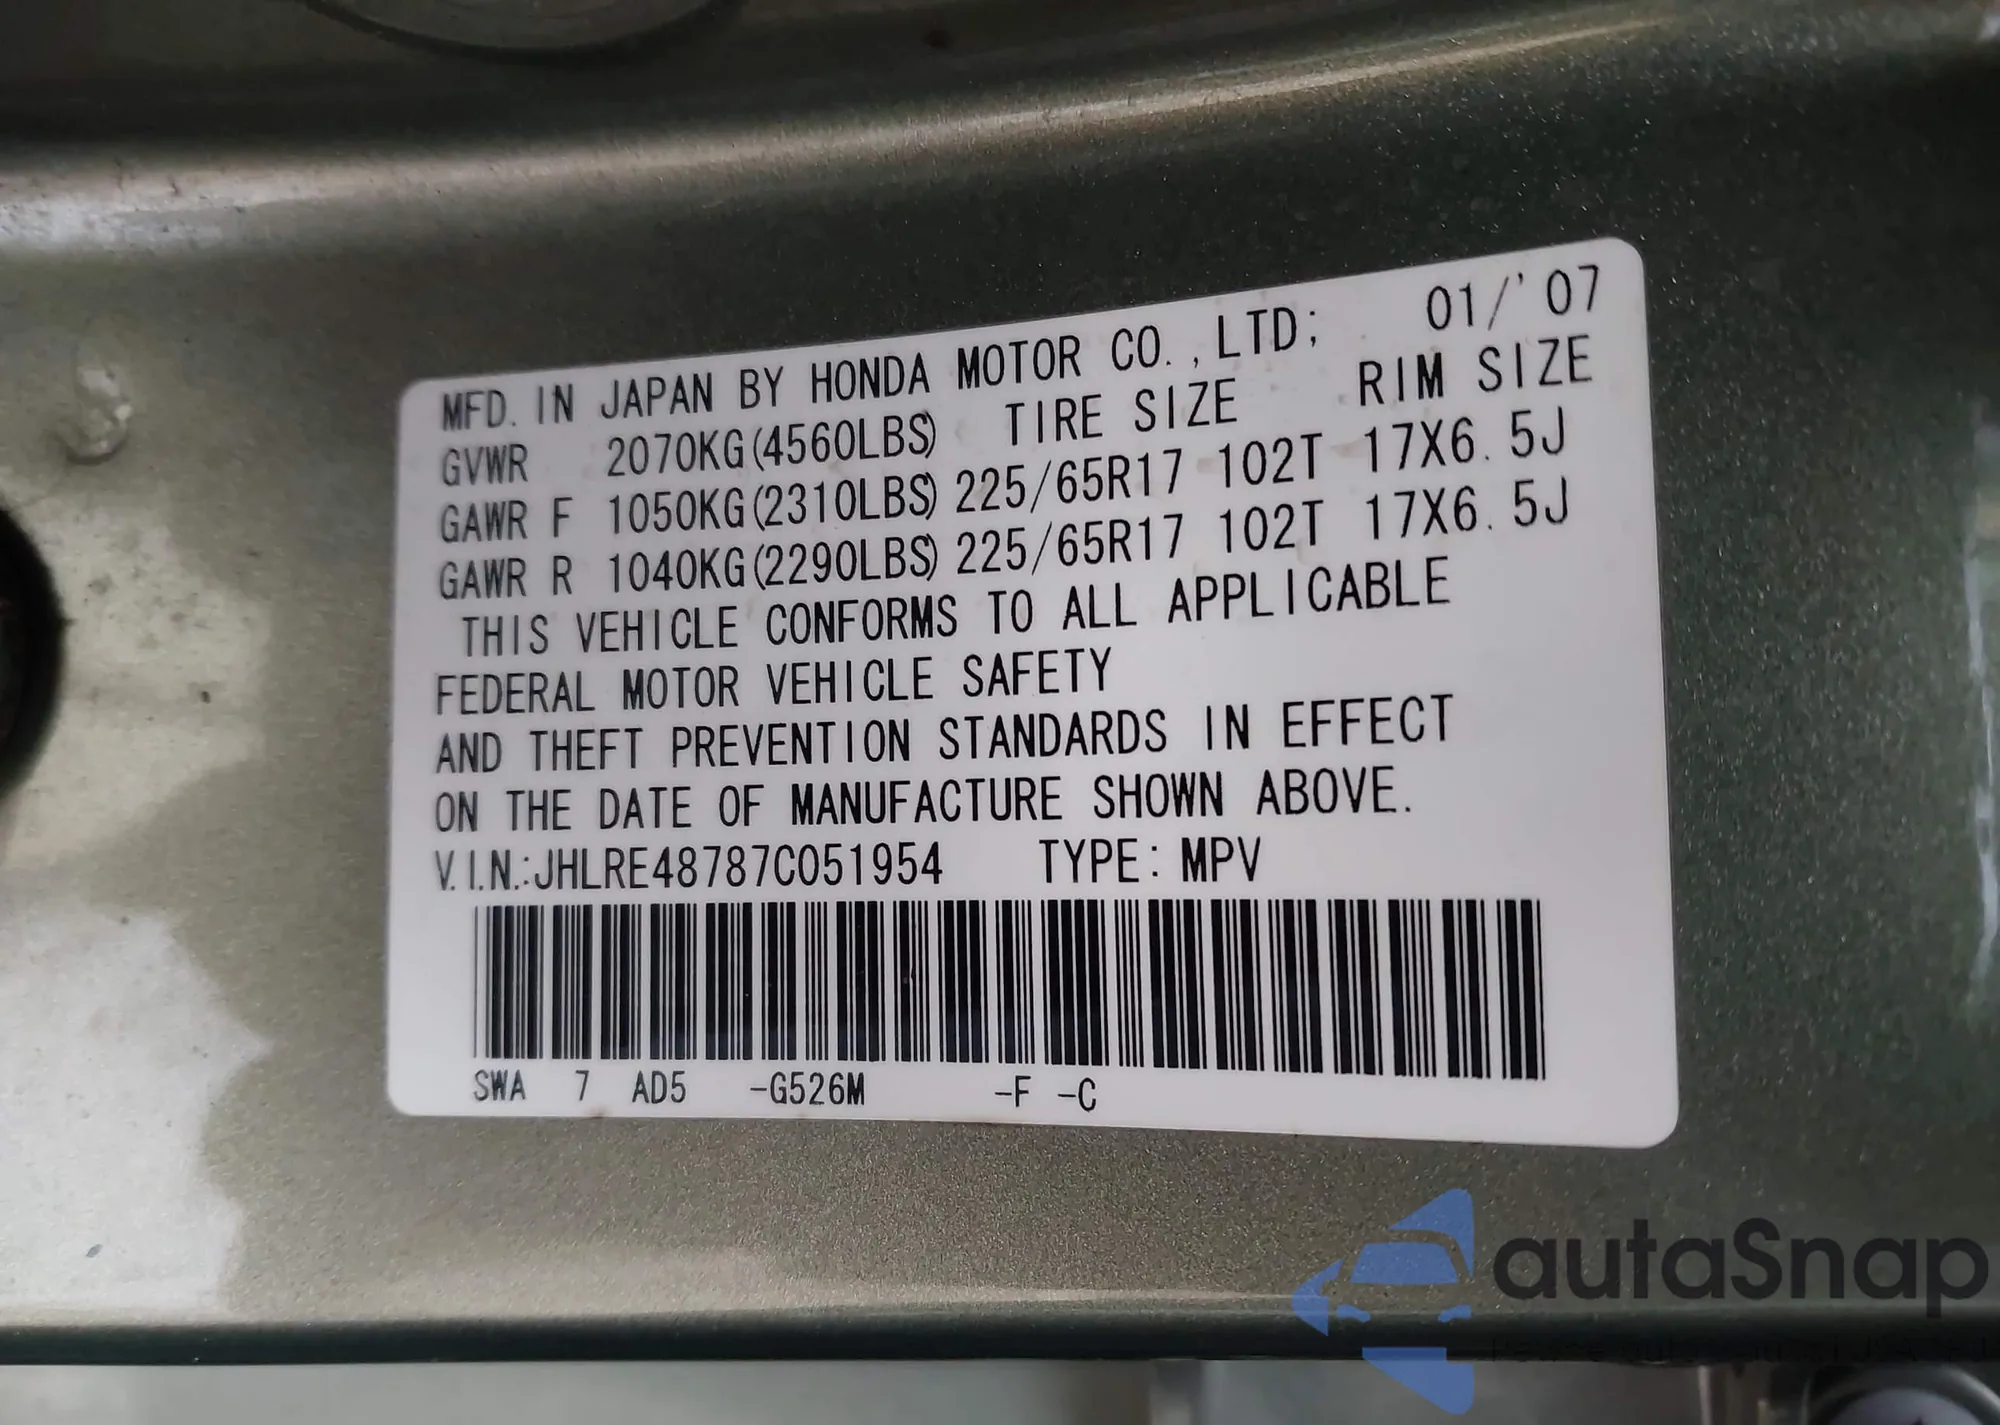 MFD. IN JAPAN BY HONDA MOTOR CO.,LTD; 01/'07
GVWR 2070KG(4560LBS) TIRE SIZE RIM SIZE
GAWR F 1050KG(2310LBS) 225/65R17 102T 17X6.5J
GAWR R 1040KG(2290LBS) 225/65R17 102T 17X6.5J
THIS VEHICLE CONFORMS TO ALL APPLICABLE
FEDERAL MOTOR VEHICLE SAFETY
AND THEFT PREVENTION STANDARDS IN EFFECT
ON THE DATE OF MANUFACTURE SHOWN ABOVE.
V.I.N.:JHLRE48787C051954 TYPE: MPV
SWA 7 AD5 -G526M -F -C
autaSnap